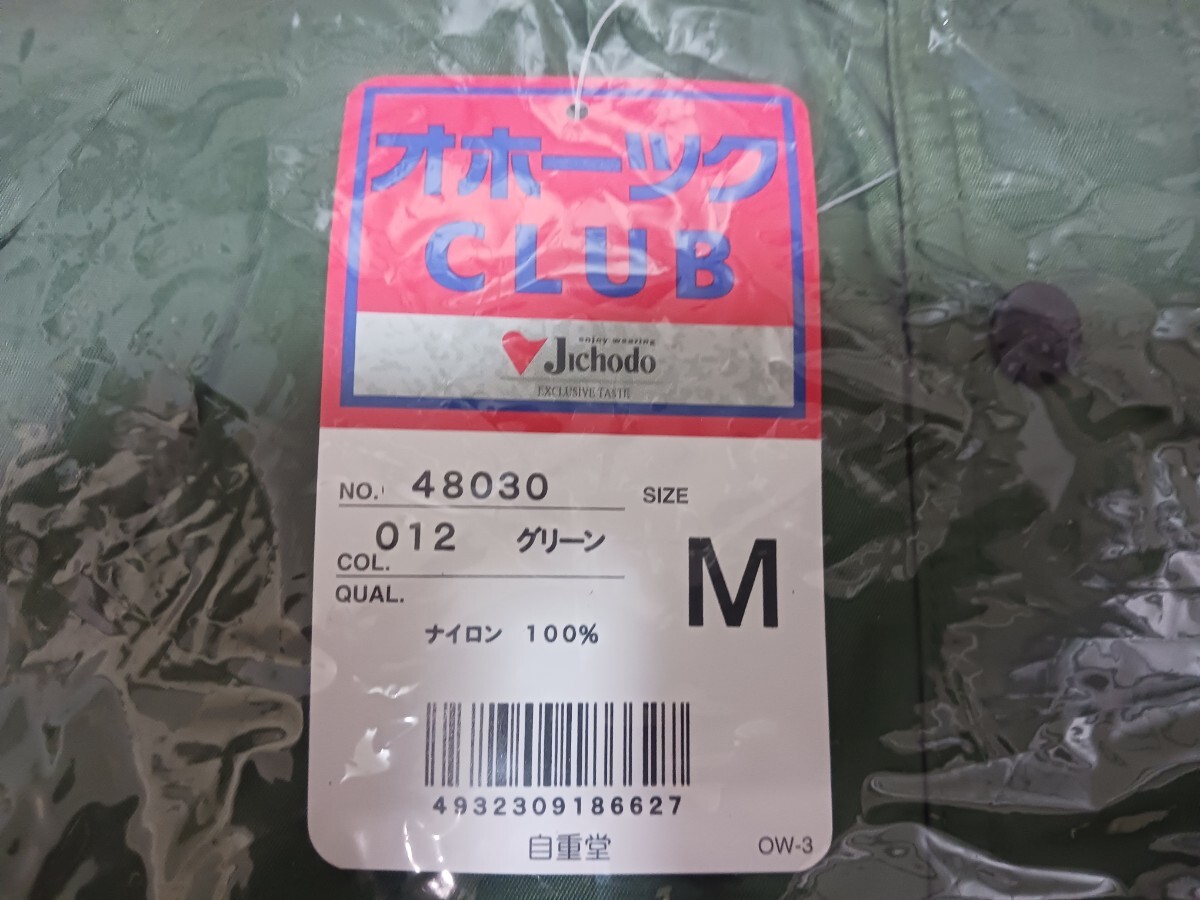 オホーツク
CLUB
enjoy wearing
Jichodo
EXCLUSIVE TASTE
NO. 48030
SIZE
012 グリーン
COL.
M
QUAL.
ナイロン 100%
4932309186627
自重堂
OW-3